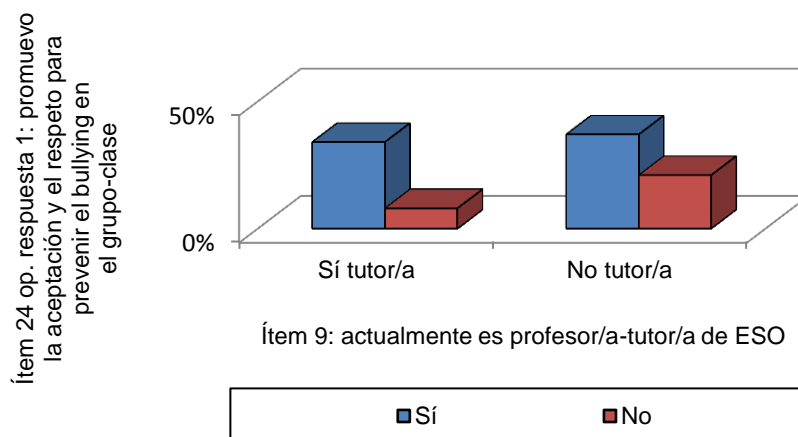 Ítem 24 op. respuesta 1: promuevo
la aceptación y el respeto para
prevenir el bullying en
el grupo-clase
50%
0%
Sí tutor/a
No tutor/a
Ítem 9: actualmente es profesor/a-tutor/a de ESO
Sí
No